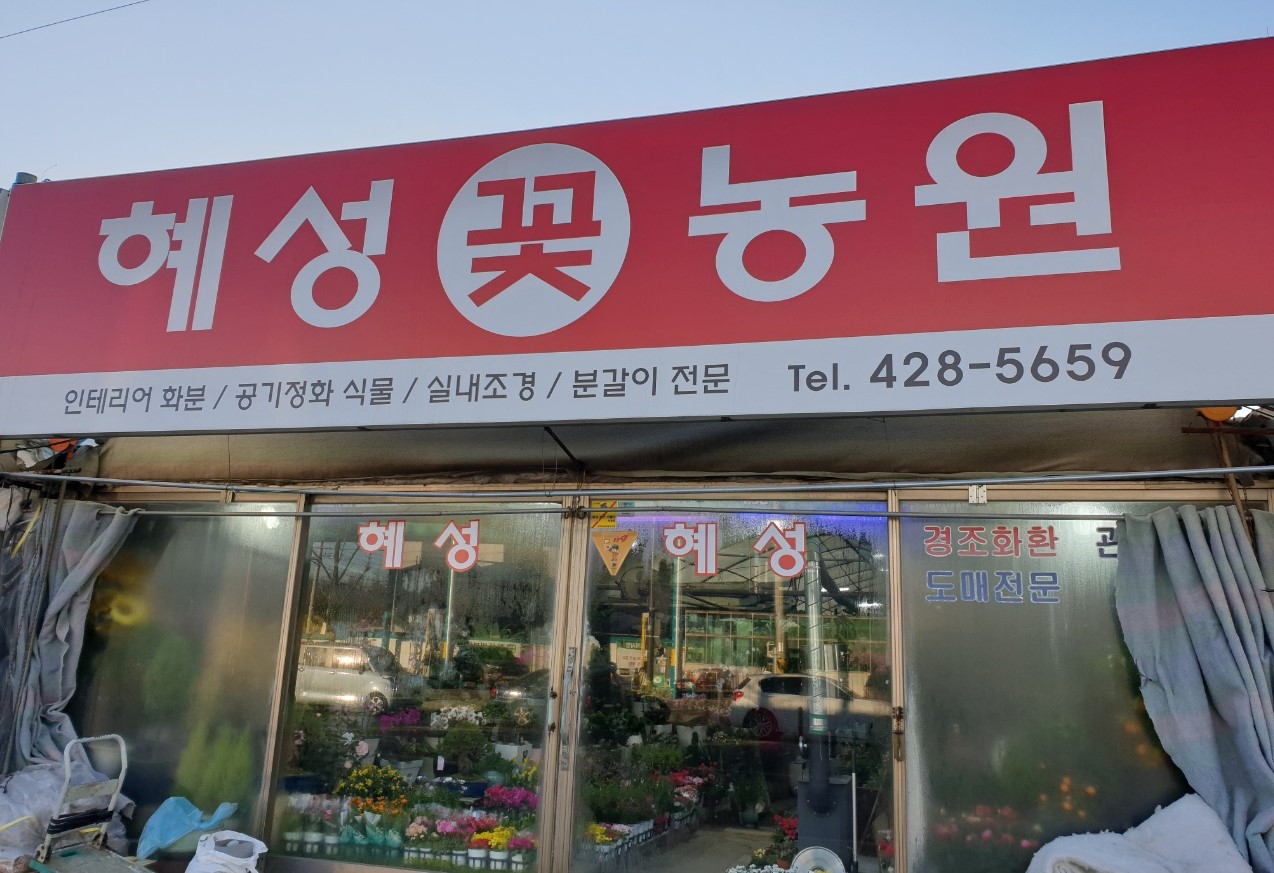 혜성꽃농원
인테리어 화분 / 공기정화 식물 / 실내조경 / 분갈이 전문 Tel. 428-5659
혜성 혜성
경조화환 관
도매전문